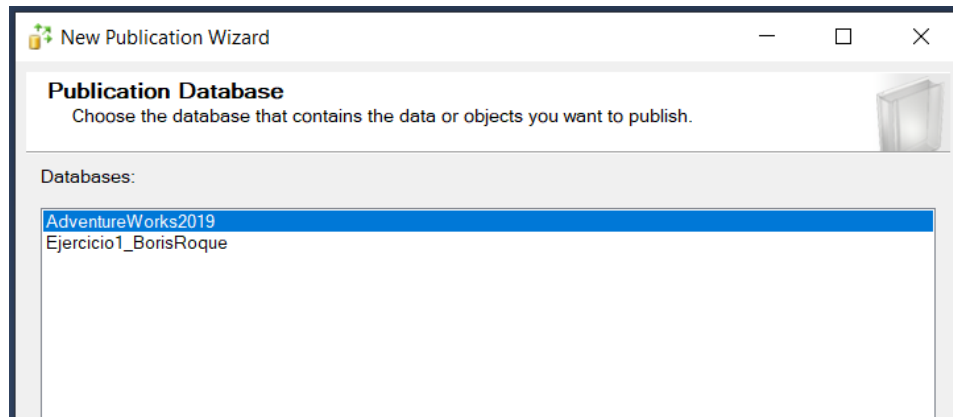 New Publication Wizard
Publication Database
Choose the database that contains the data or objects you want to publish.
Databases:
AdventureWorks2019
Ejercicio1_BorisRoque